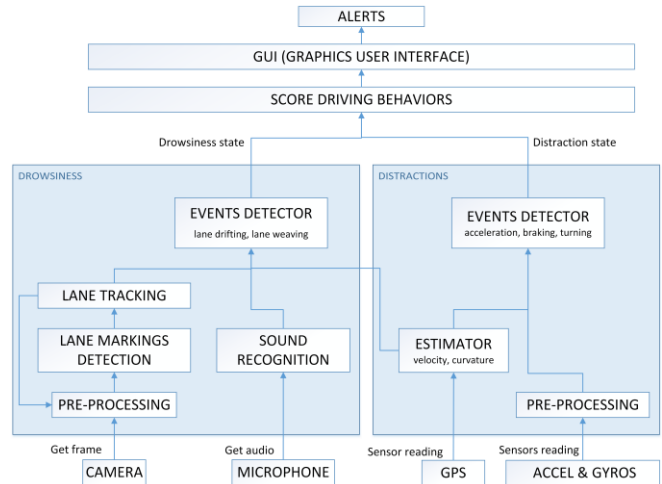 ALERTS
GUI (GRAPHICS USER INTERFACE)
SCORE DRIVING BEHAVIORS
Drowsiness state
Distraction state
DROWSINESS
DISTRACTIONS
EVENTS DETECTOR
lane drifting, lane weaving
EVENTS DETECTOR
acceleration, braking, turning
LANE TRACKING
LANE MARKINGS
DETECTION
SOUND
RECOGNITION
ESTIMATOR
velocity, curvature
PRE-PROCESSING
PRE-PROCESSING
Get frame
Get audio
Sensor reading
Sensors reading
CAMERA
MICROPHONE
GPS
ACCEL & GYROS